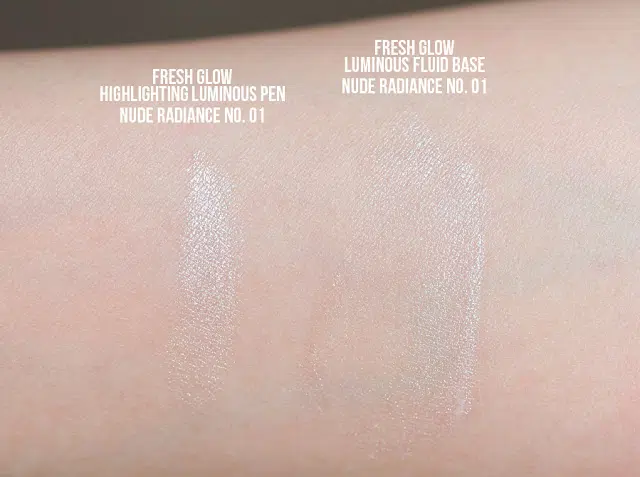 FRESH GLOW
HIGHLIGHTING LUMINOUS PEN
NUDE RADIANCE NO. 01
FRESH GLOW
LUMINOUS FLUID BASE
NUDE RADIANCE NO. 01